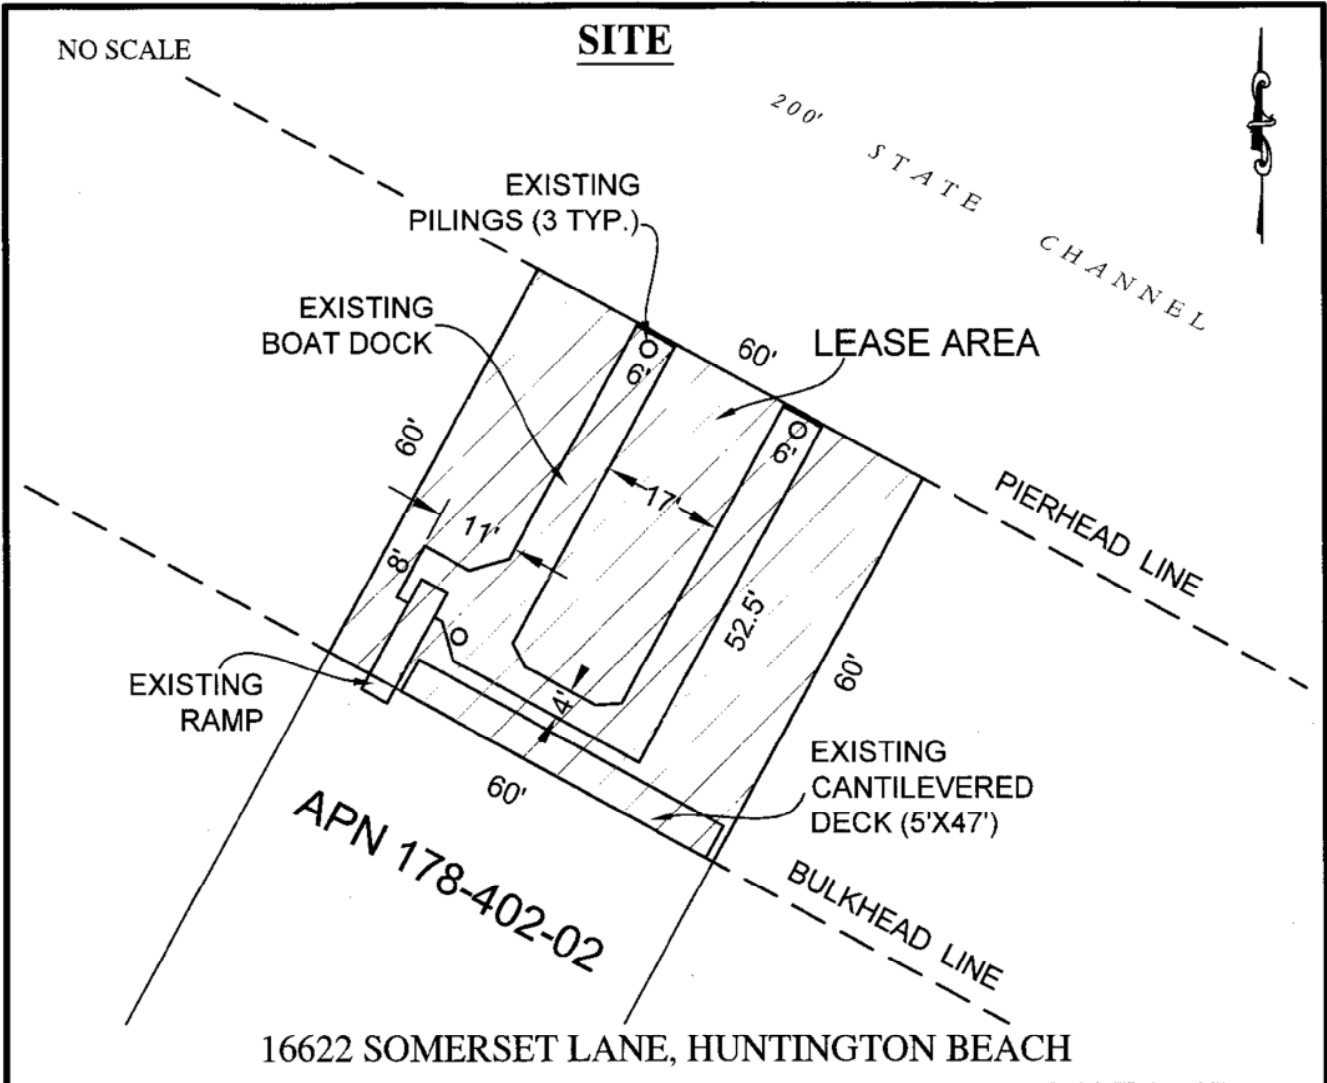 NO SCALE
SITE
200' STATE CHANNEL
EXISTING
PILINGS (3 TYP.)
EXISTING
BOAT DOCK
6'
60'
LEASE AREA
60'
6'
17'
11'
8'
PIERHEAD LINE
52.5'
60'
EXISTING
RAMP
4'
60'
EXISTING
CANTILEVERED
DECK (5'X47')
APN 178-402-02
BULKHEAD LINE
16622 SOMERSET LANE, HUNTINGTON BEACH